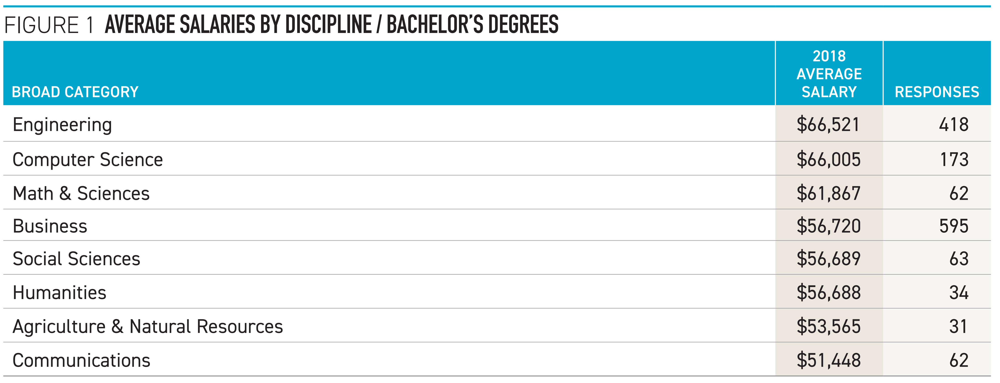 FIGURE 1 AVERAGE SALARIES BY DISCIPLINE / BACHELOR’S DEGREES
BROAD CATEGORY 2018 AVERAGE SALARY RESPONSES
Engineering $66,521 418
Computer Science $66,005 173
Math & Sciences $61,867 62
Business $56,720 595
Social Sciences $56,689 63
Humanities $56,688 34
Agriculture & Natural Resources $53,565 31
Communications $51,448 62